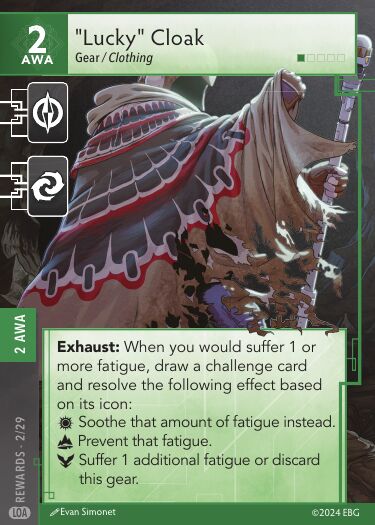 2
AWA
"Lucky" Cloak
Gear / Clothing
2 AWA
Exhaust: When you would suffer 1 or
more fatigue, draw a challenge card
and resolve the following effect based
on its icon:
Soothe that amount of fatigue instead.
Prevent that fatigue.
Suffer 1 additional fatigue or discard
this gear.
LOA REWARDS - 2/29
Evan Simonet
©2024 EBG